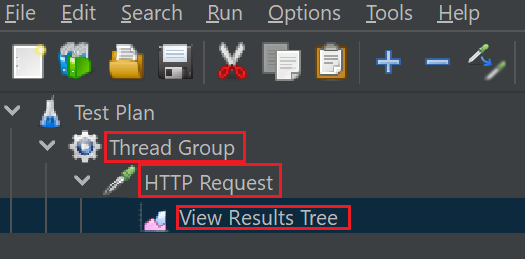 File Edit Search Run Options Tools Help
Test Plan
Thread Group
HTTP Request
View Results Tree